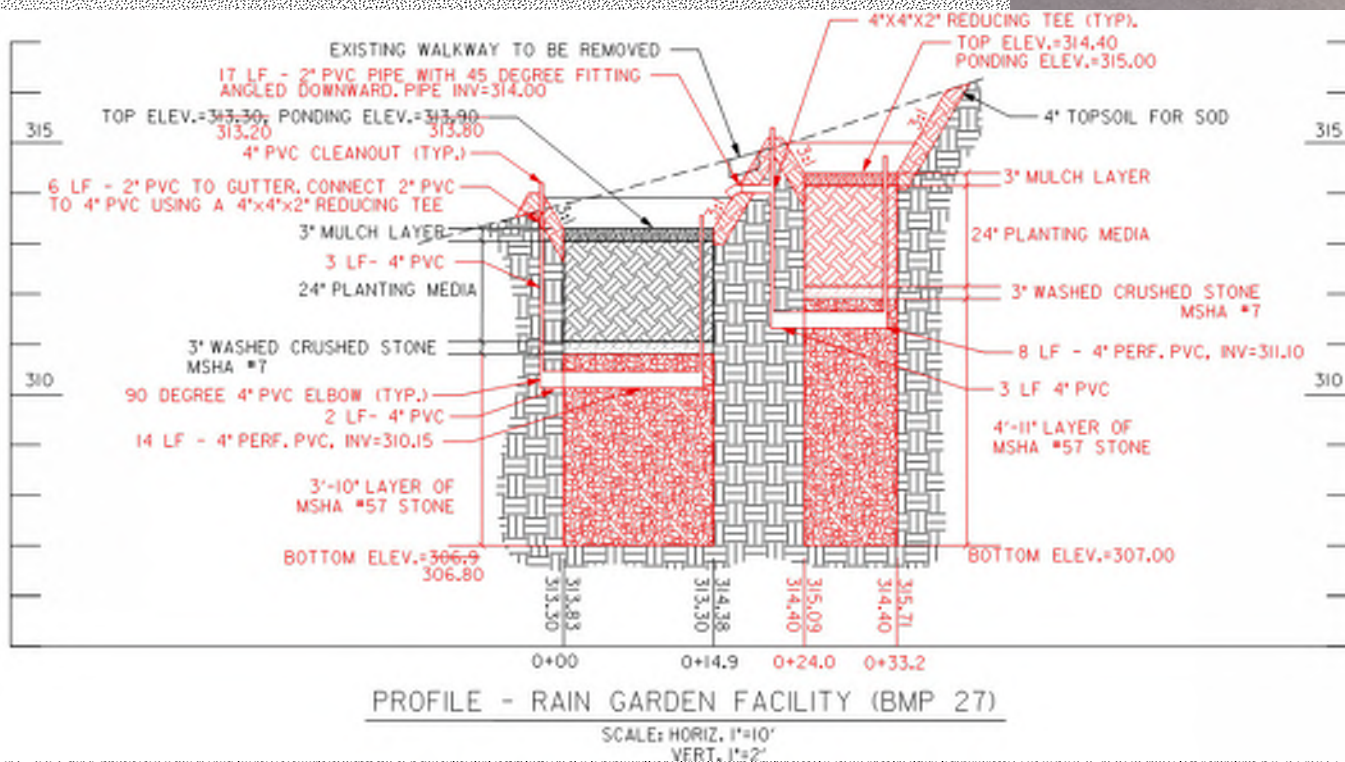 4"X4"X2" REDUCING TEE (TYP).
TOP ELEV.=314.40
PONDING ELEV.=315.00
EXISTING WALKWAY TO BE REMOVED
17 LF - 2" PVC PIPE WITH 45 DEGREE FITTING
ANGLED DOWNWARD. PIPE INV=314.00
TOP ELEV.=313.30, PONDING ELEV.=313.90
313.20 313.80
4" TOPSOIL FOR SOD
315
315
4" PVC CLEANOUT (TYP.)
3:1
3:1
6 LF - 2" PVC TO GUTTER. CONNECT 2" PVC
TO 4" PVC USING A 4"x4"x2" REDUCING TEE
3" MULCH LAYER
3" MULCH LAYER
24" PLANTING MEDIA
3 LF- 4" PVC
24" PLANTING MEDIA
3" WASHED CRUSHED STONE
MSHA #7
3" WASHED CRUSHED STONE
MSHA #7
8 LF - 4" PERF. PVC, INV=311.10
310
310
90 DEGREE 4" PVC ELBOW (TYP.)
3 LF 4" PVC
2 LF- 4" PVC
14 LF - 4" PERF. PVC, INV=310.15
4'-11" LAYER OF
MSHA #57 STONE
3'-10" LAYER OF
MSHA #57 STONE
BOTTOM ELEV.=306.9
306.80
BOTTOM ELEV.=307.00
313.30
313.83
313.30
314.38
314.40
315.09
314.40
315.71
0+00
0+14.9
0+24.0
0+33.2
PROFILE - RAIN GARDEN FACILITY (BMP 27)
SCALE: HORIZ. 1"=10'
VERT. 1"=2'